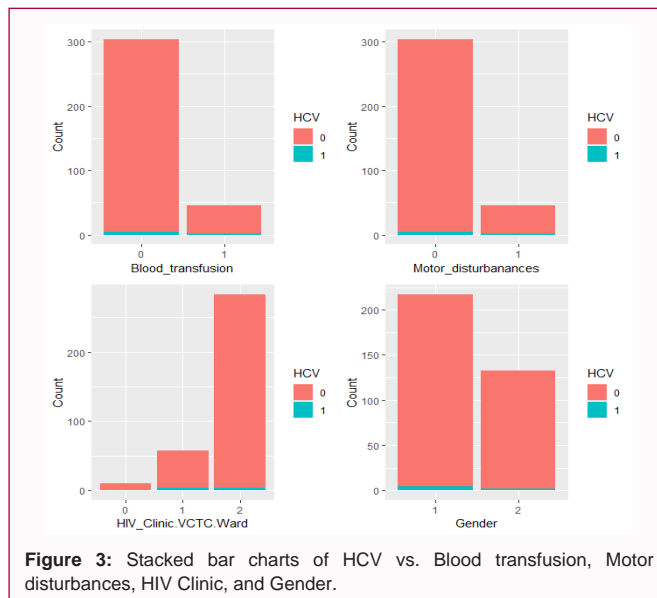 300
200
100
0
Count
0 1
Blood_transfusion
HCV
0
1
300
200
100
0
Count
0 1
Motor_disturbanances
HCV
0
1
200
100
0
Count
0 1 2
HIV_Clinic.VCTC.Ward
HCV
0
1
200
150
100
50
0
Count
1 2
Gender
HCV
0
1
Figure 3: Stacked bar charts of HCV vs. Blood transfusion, Motor
disturbances, HIV Clinic, and Gender.